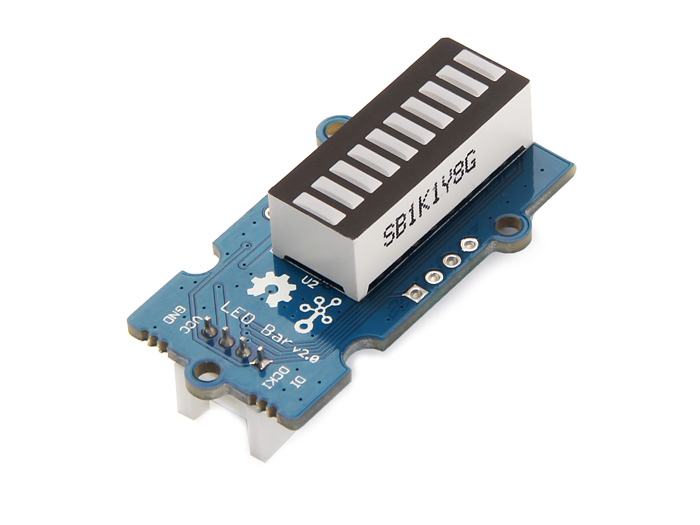 SB1K1Y8G
U2
LED Bar v2.0
GND
VCC
DI
DCKI